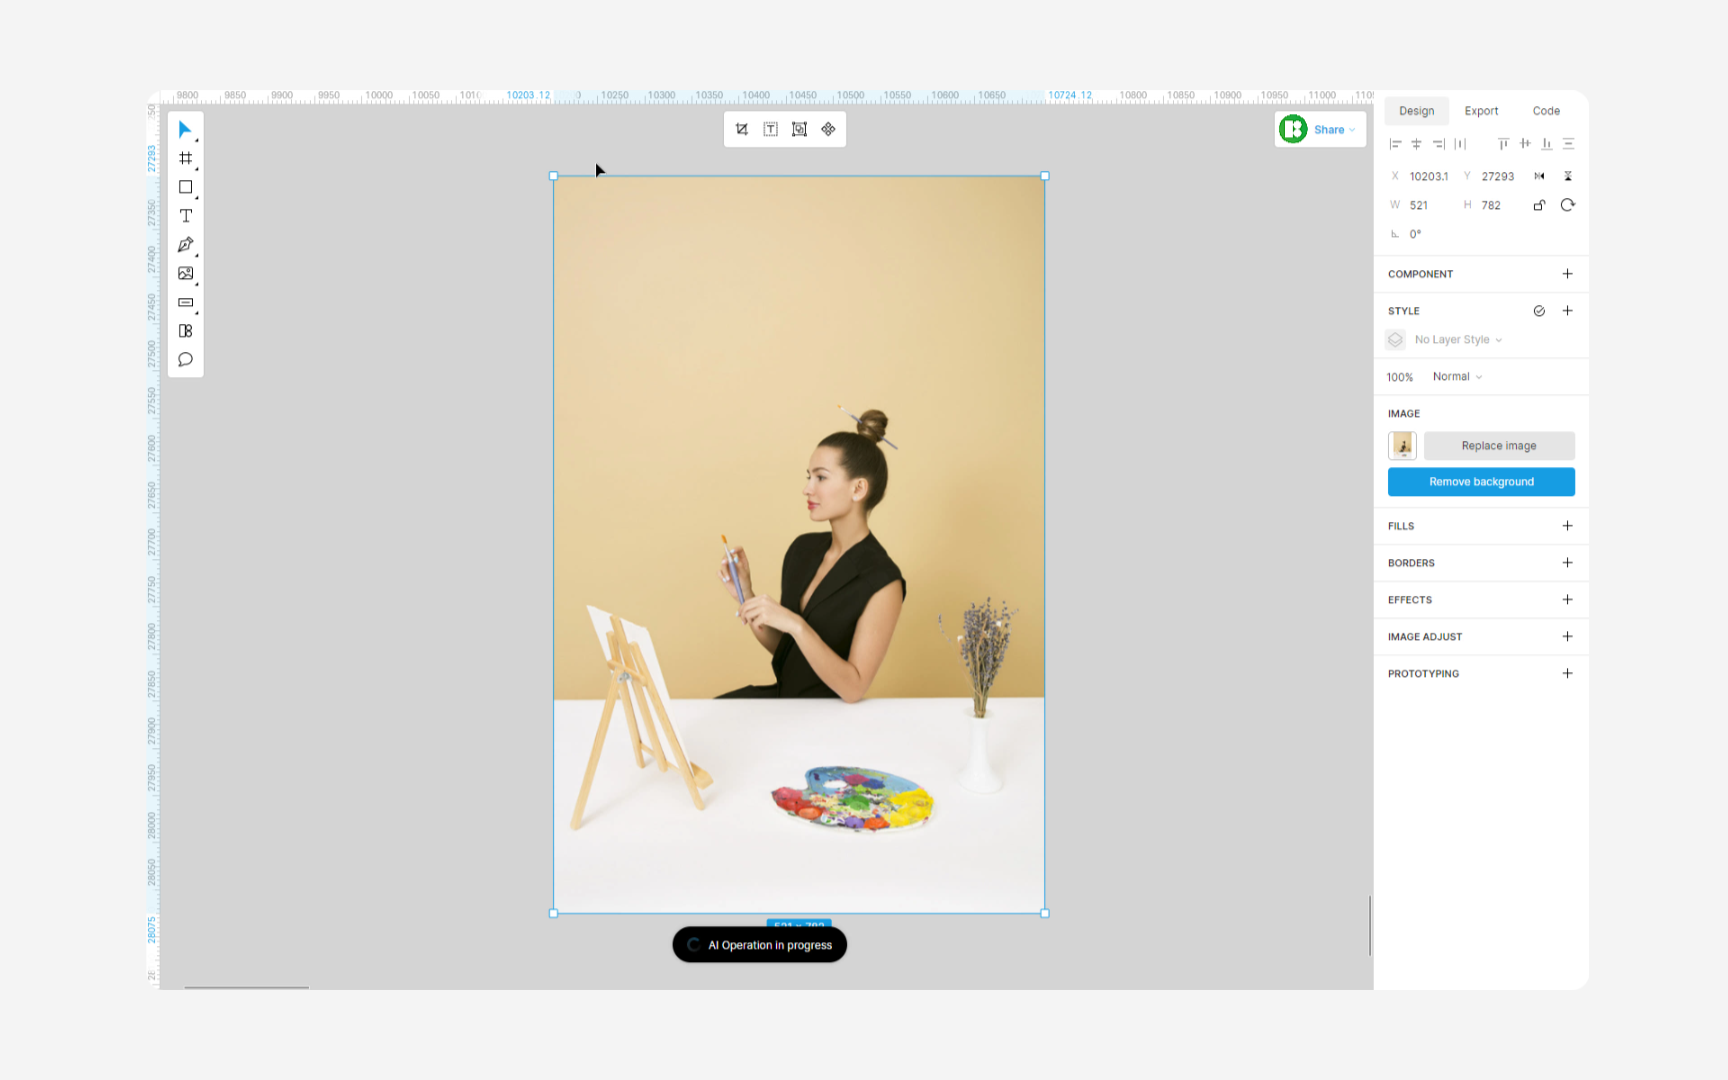 9800 9850 9900 9950 10000 10050 10203.12 10250 10300 10350 10400 10450 10500 10550 10600 10650 10724.12 10800 10850 10900 10950 11000
27293
27350
27400
27450
27500
27550
27600
27650
27700
27750
27800
27850
27900
27950
28000
28050
28075
Share
Design Export Code
X 10203.1 Y 27293
W 521 H 782
0°
COMPONENT
STYLE
No Layer Style
100% Normal
IMAGE
Replace image
Remove background
FILLS
BORDERS
EFFECTS
IMAGE ADJUST
PROTOTYPING
AI Operation in progress